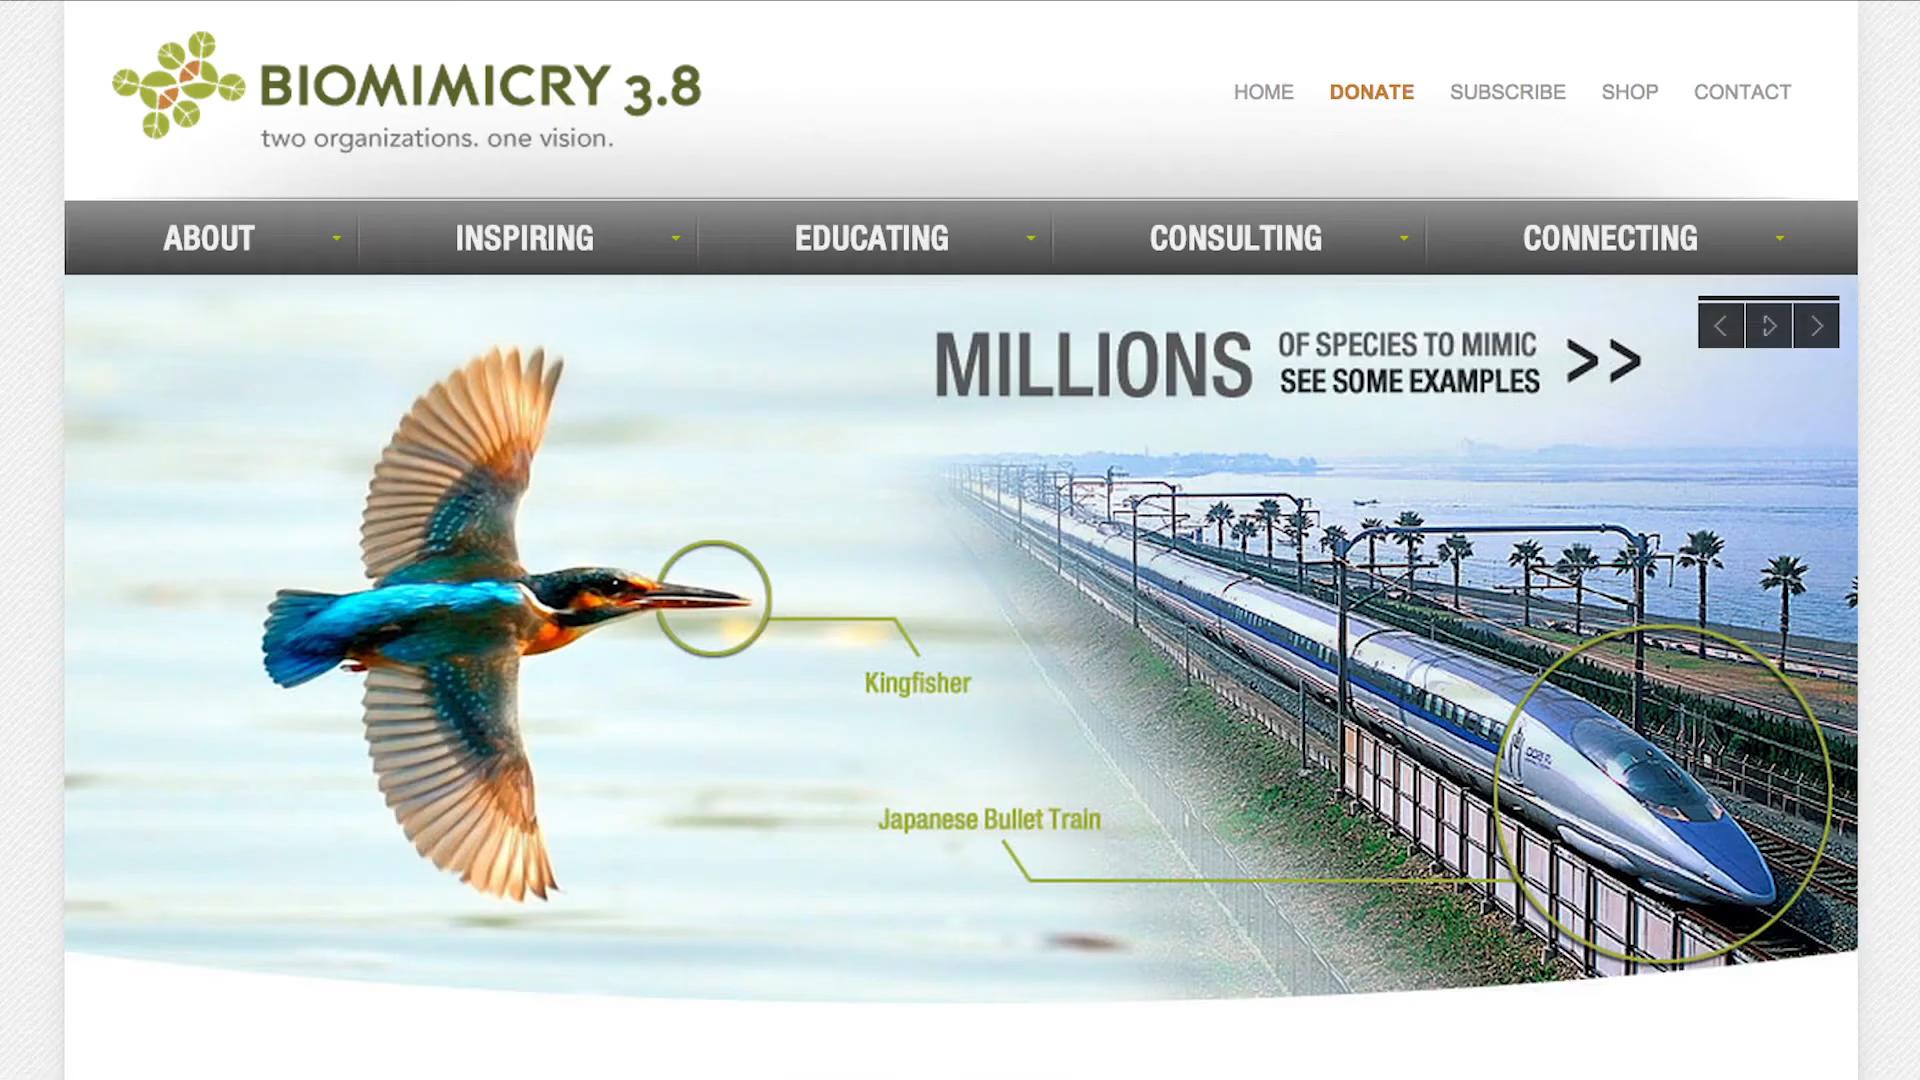 BIOMIMICRY 3.8
two organizations. one vision.
HOME DONATE SUBSCRIBE SHOP CONTACT
ABOUT INSPIRING EDUCATING CONSULTING CONNECTING
MILLIONS
OF SPECIES TO MIMIC
SEE SOME EXAMPLES >>
Kingfisher
Japanese Bullet Train